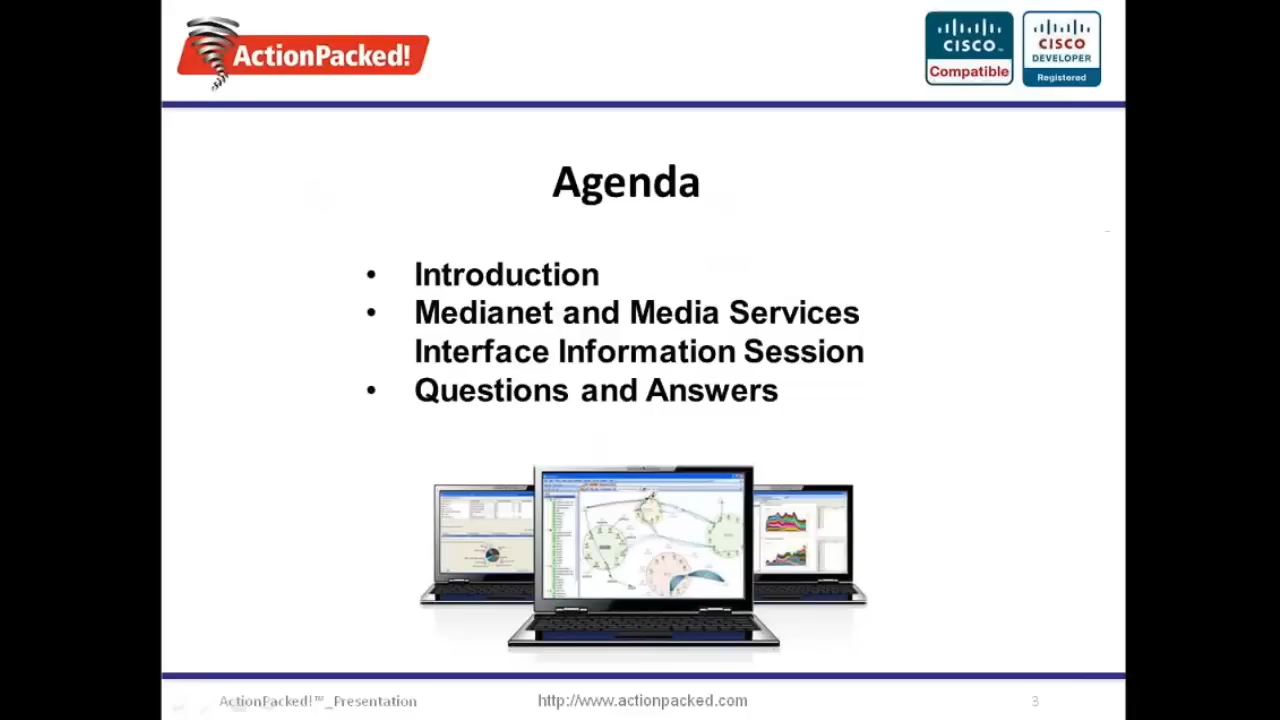 ActionPacked!
CISCO™
Compatible
CISCO
DEVELOPER
Registered
Agenda
• Introduction
• Medianet and Media Services
Interface Information Session
• Questions and Answers
ActionPacked!™_Presentation
http://www.actionpacked.com
3